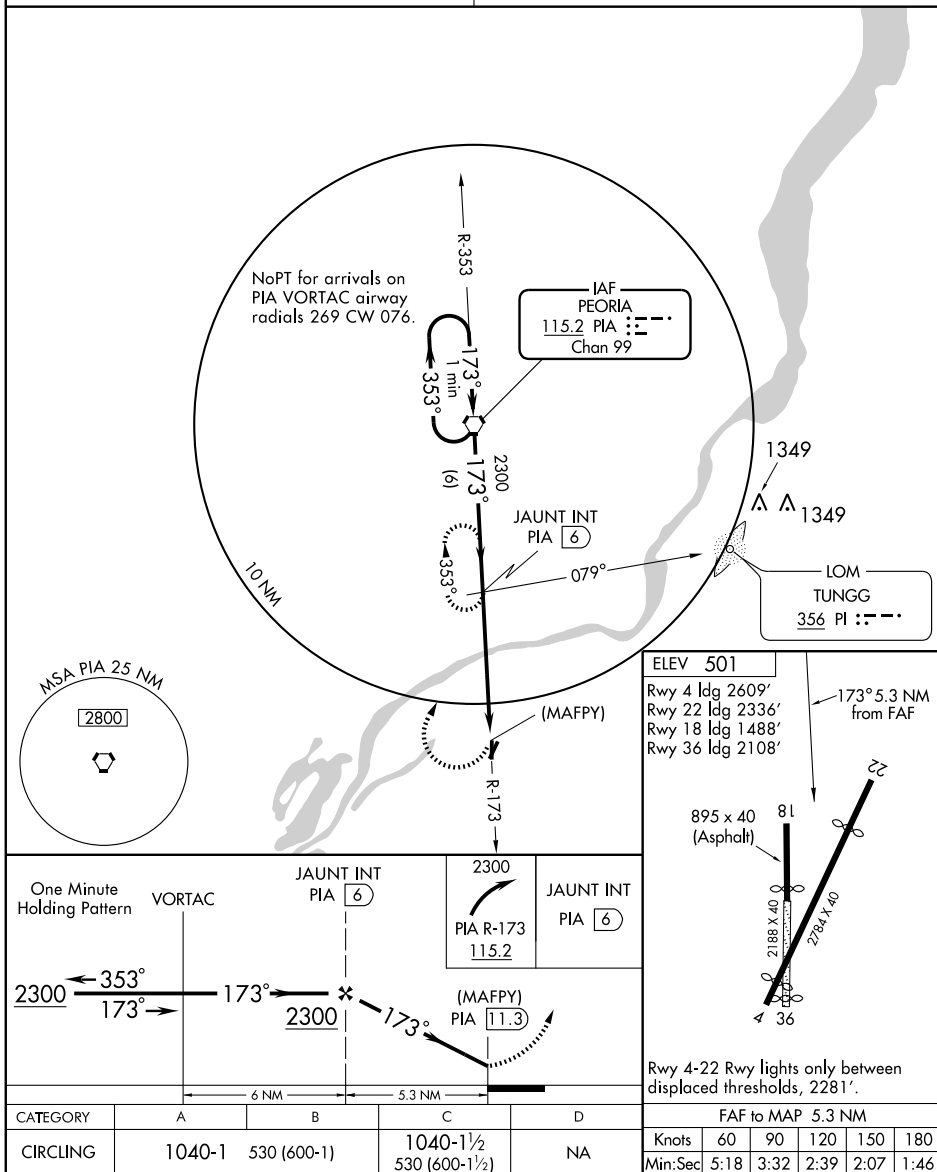 R-353
NoPT for arrivals on
PIA VORTAC airway
radials 269 CW 076.
IAF
PEORIA
115.2 PIA
Chan 99
173°
1 min
353°
2300
173°
(6)
1349
1349
JAUNT INT
PIA 6
353°
079°
LOM
TUNGG
356 PI
10 NM
MSA PIA 25 NM
2800
(MAFPY)
R-173
ELEV 501
Rwy 4 ldg 2609'
Rwy 22 ldg 2336'
Rwy 18 ldg 1488'
Rwy 36 ldg 2108'
173° 5.3 NM
from FAF
22
895 x 40
(Asphalt)
18
2188 X 40
2784 X 40
4
36
Rwy 4-22 Rwy lights only between
displaced thresholds, 2281'.
One Minute
Holding Pattern
VORTAC
JAUNT INT
PIA 6
2300
PIA R-173
115.2
JAUNT INT
PIA 6
2300
353°
173°
173°
2300
173°
(MAFPY)
PIA 11.3
6 NM
5.3 NM
CATEGORY A B C D
CIRCLING 1040-1 530 (600-1) 1040-1½ 530 (600-1½) NA
FAF to MAP 5.3 NM
Knots 60 90 120 150 180
Min:Sec 5:18 3:32 2:39 2:07 1:46